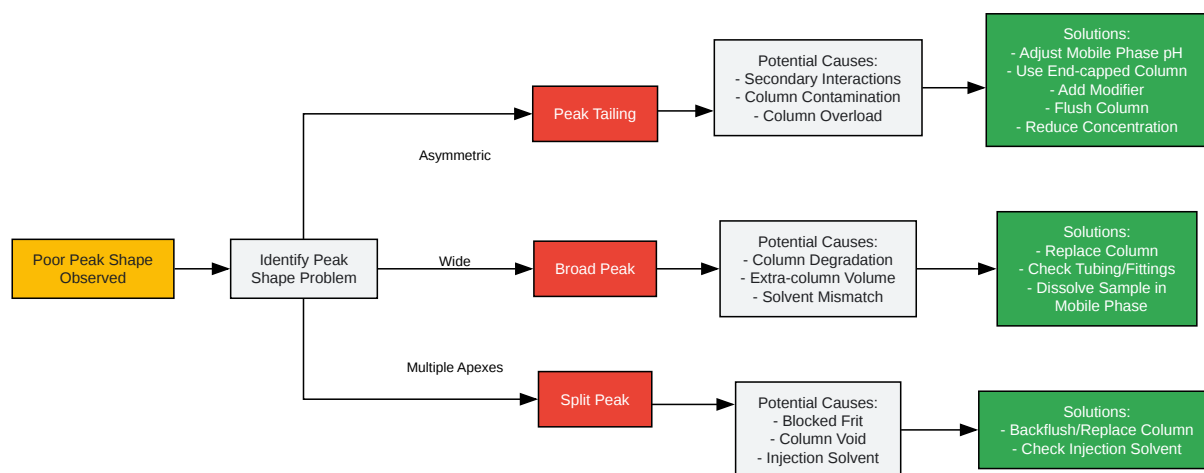 Poor Peak Shape
Observed
Identify Peak
Shape Problem
Asymmetric
Peak Tailing
Potential Causes:
- Secondary Interactions
- Column Contamination
- Column Overload
Solutions:
- Adjust Mobile Phase pH
- Use End-capped Column
- Add Modifier
- Flush Column
- Reduce Concentration
Wide
Broad Peak
Potential Causes:
- Column Degradation
- Extra-column Volume
- Solvent Mismatch
Solutions:
- Replace Column
- Check Tubing/Fittings
- Dissolve Sample in
Mobile Phase
Multiple Apexes
Split Peak
Potential Causes:
- Blocked Frit
- Column Void
- Injection Solvent
Solutions:
- Backflush/Replace Column
- Check Injection Solvent